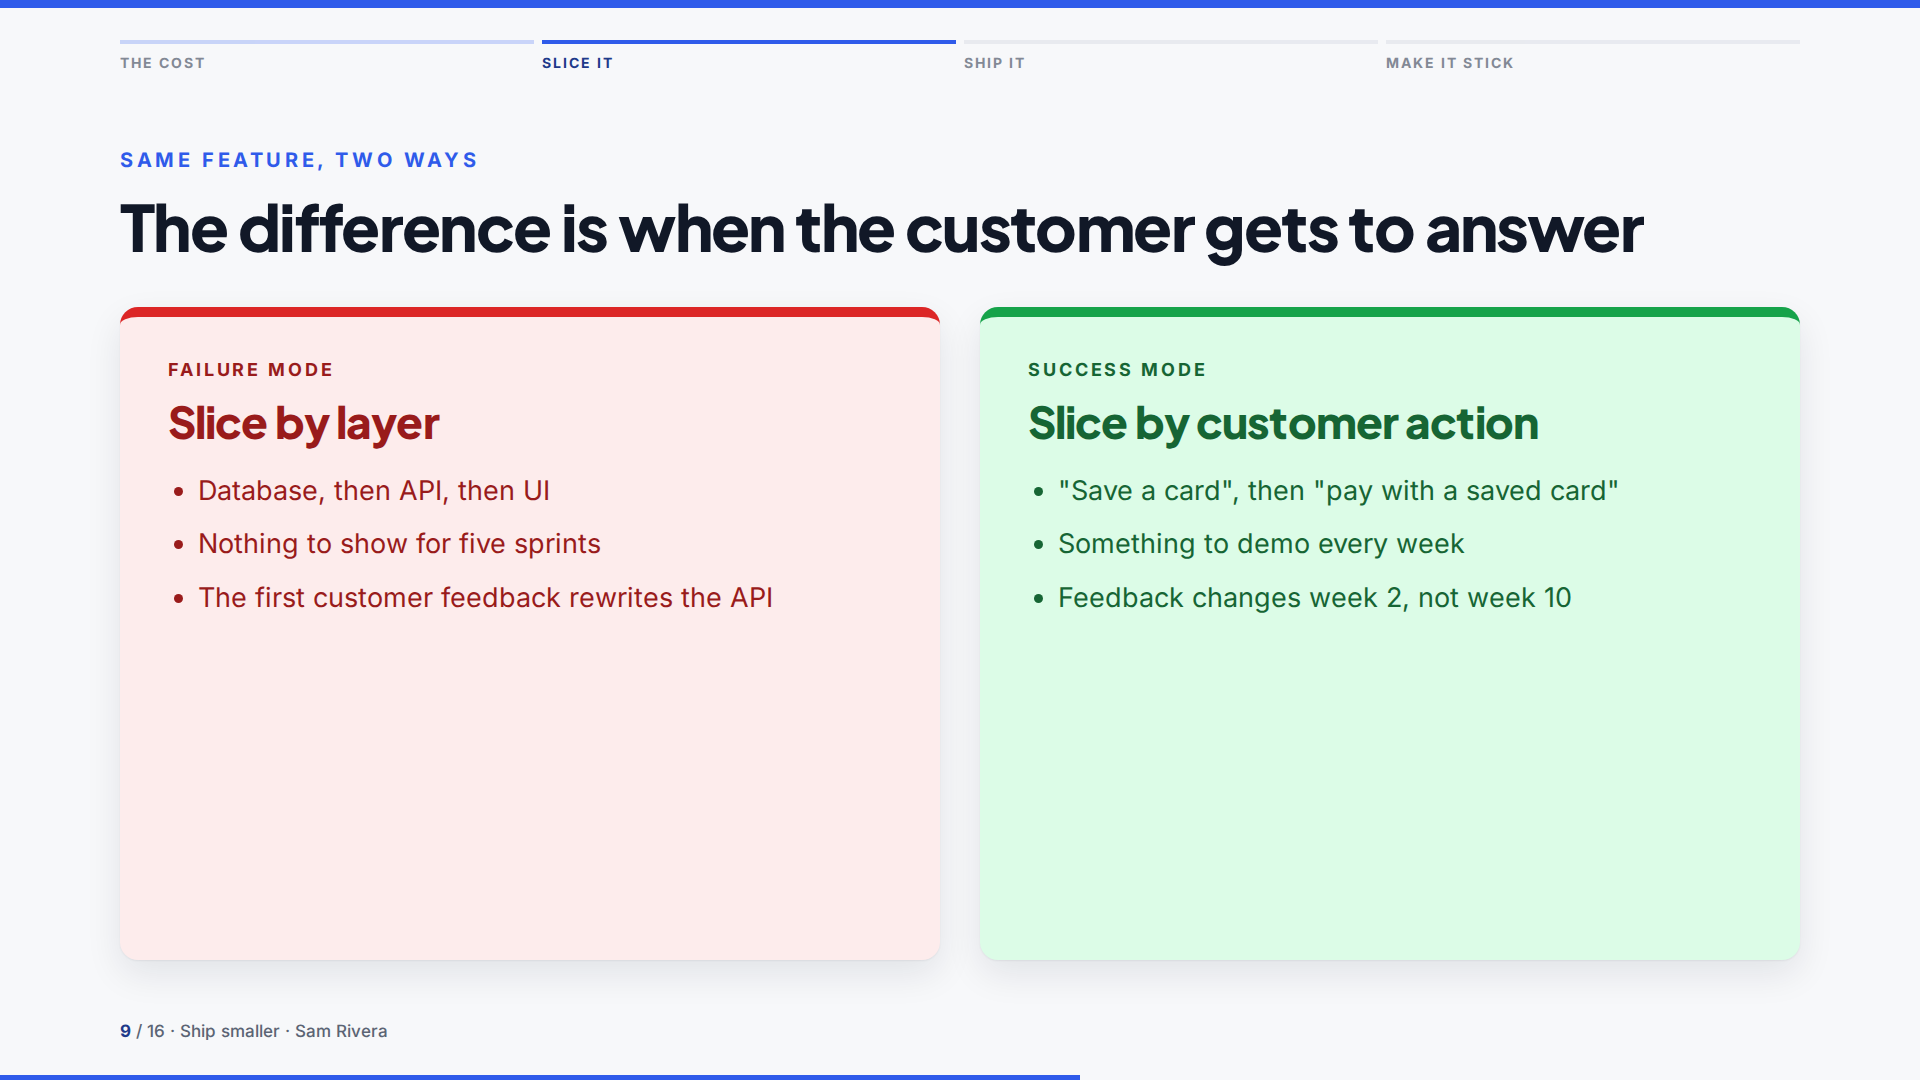 THE COST
SLICE IT
SHIP IT
MAKE IT STICK
SAME FEATURE, TWO WAYS
The difference is when the customer gets to answer
FAILURE MODE
Slice by layer
• Database, then API, then UI
• Nothing to show for five sprints
• The first customer feedback rewrites the API
SUCCESS MODE
Slice by customer action
• "Save a card", then "pay with a saved card"
• Something to demo every week
• Feedback changes week 2, not week 10
9 / 16 · Ship smaller · Sam Rivera